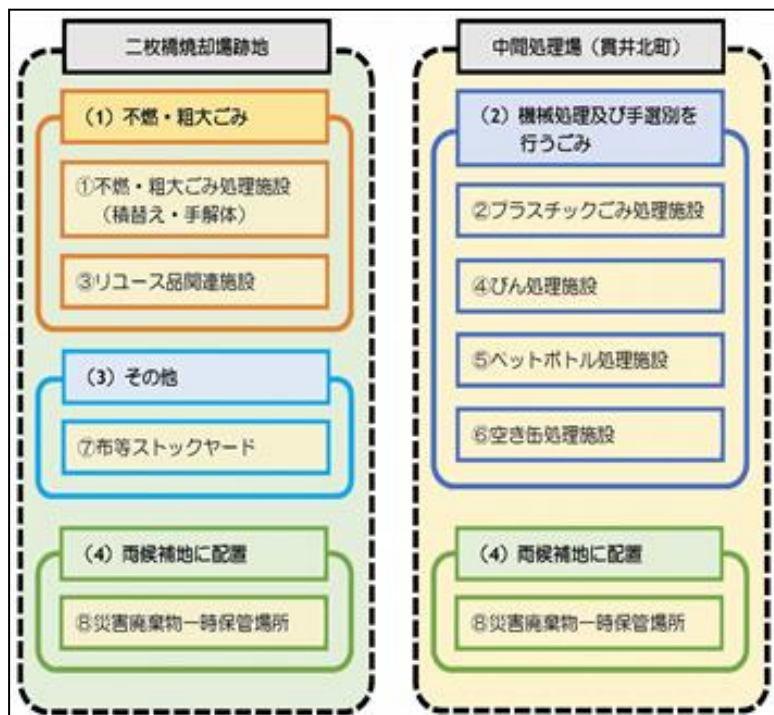 二枚橋焼却場跡地
(1)不燃・粗大ごみ
①不燃・粗大ごみ処理施設
(積替え・手解体)
③リユース品関連施設
(3)その他
⑦布等ストックヤード
(4)両候補地に配置
⑧災害廃棄物一時保管場所
中間処理場(貫井北町)
(2)機械処理及び手選別を
行うごみ
②プラスチックごみ処理施設
④びん処理施設
⑤ペットボトル処理施設
⑥空き缶処理施設
(4)両候補地に配置
⑧災害廃棄物一時保管場所